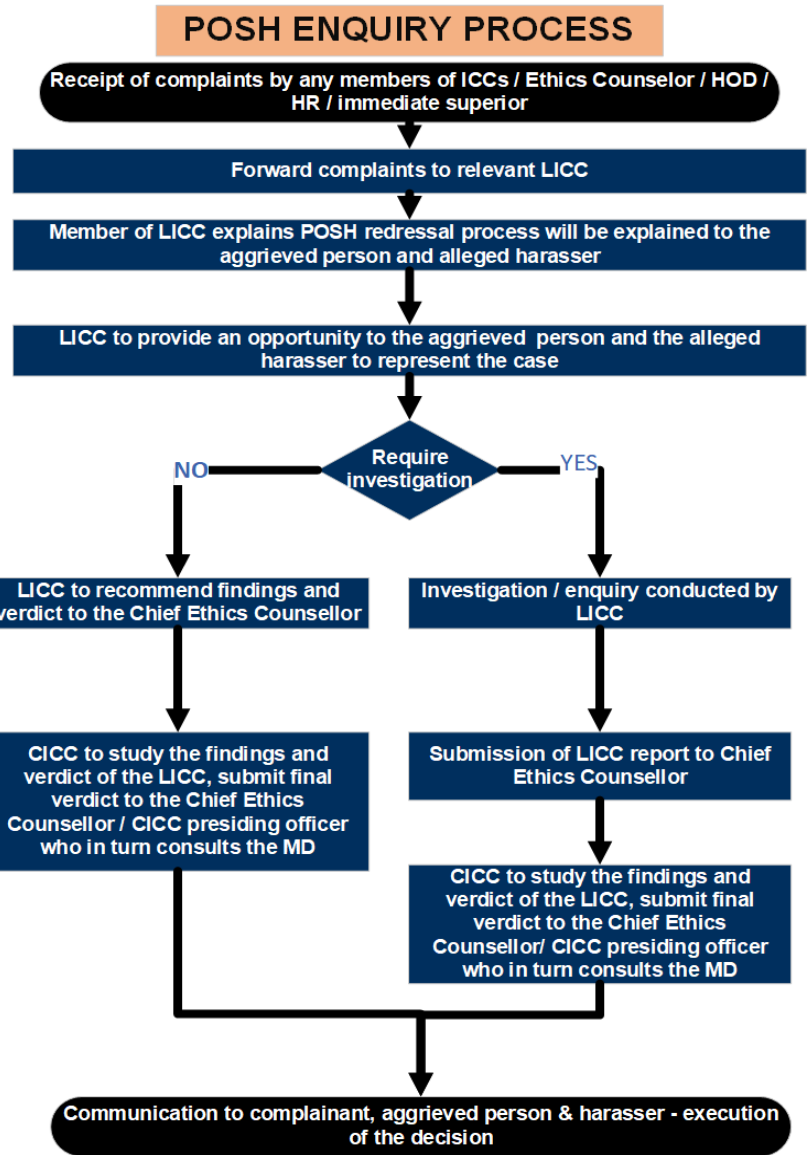 POSH ENQUIRY PROCESS
Receipt of complaints by any members of ICCs / Ethics Counselor / HOD /
HR / immediate superior
Forward complaints to relevant LICC
Member of LICC explains POSH redressal process will be explained to the
aggrieved person and alleged harasser
LICC to provide an opportunity to the aggrieved person and the alleged
harasser to represent the case
Require
investigation
NO
YES
LICC to recommend findings and
verdict to the Chief Ethics Counsellor
Investigation / enquiry conducted by
LICC
CICC to study the findings and
verdict of the LICC, submit final
verdict to the Chief Ethics
Counsellor / CICC presiding officer
who in turn consults the MD
Submission of LICC report to Chief
Ethics Counsellor
CICC to study the findings and
verdict of the LICC, submit final
verdict to the Chief Ethics
Counsellor/ CICC presiding officer
who in turn consults the MD
Communication to complainant, aggrieved person & harasser - execution
of the decision